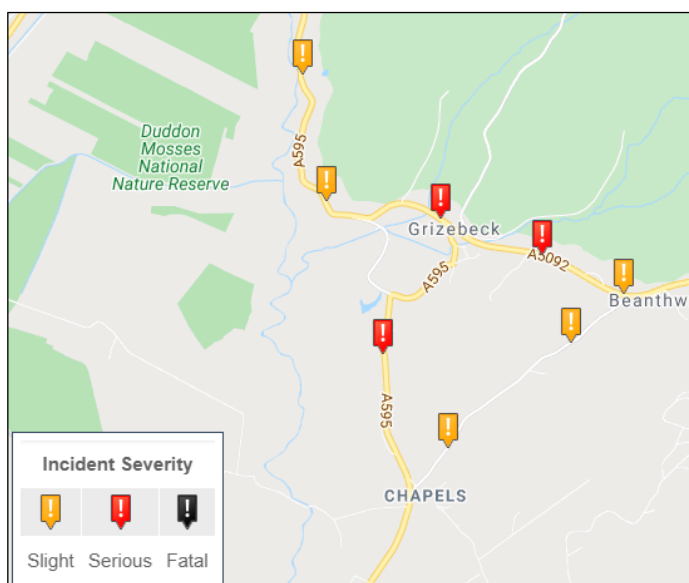 A595
Duddon
Mosses
National
Nature Reserve
Grizebeck
A5092
A595
Beanthw
A595
CHAPELS
Incident Severity
Slight Serious Fatal